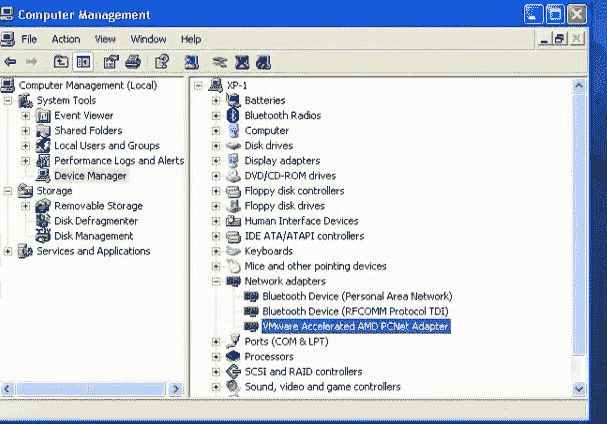 Computer Management
File Action View Window Help
Computer Management (Local)
System Tools
Event Viewer
Shared Folders
Local Users and Groups
Performance Logs and Alerts
Device Manager
Storage
Removable Storage
Disk Defragmenter
Disk Management
Services and Applications
XP-1
Batteries
Bluetooth Radios
Computer
Disk drives
Display adapters
DVD/CD-ROM drives
Floppy disk controllers
Floppy disk drives
Human Interface Devices
IDE ATA/ATAPI controllers
Keyboards
Mice and other pointing devices
Network adapters
Bluetooth Device (Personal Area Network)
Bluetooth Device (RFCOMM Protocol TDI)
VMware Accelerated AMD PCNet Adapter
Ports (COM & LPT)
Processors
SCSI and RAID controllers
Sound, video and game controllers